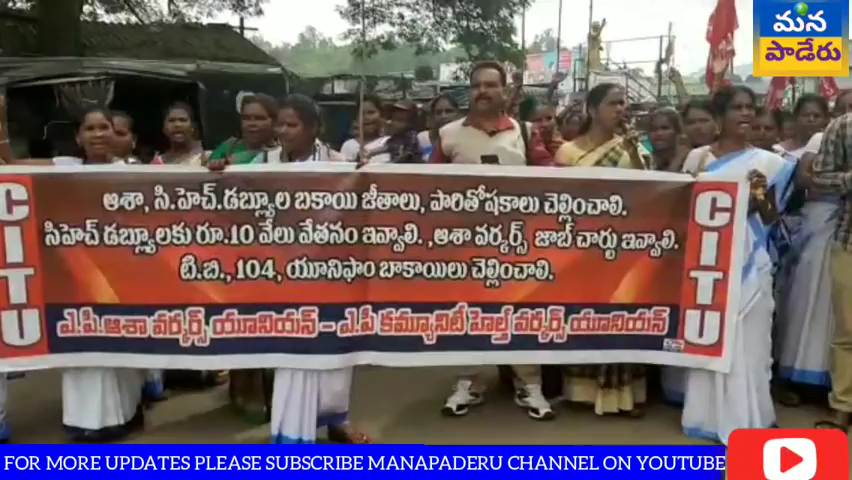 మన
పాడేరు
ఆశా, సి.హెచ్.డబ్ల్యూల బకాయి జీతాలు, పారితోషకాలు చెల్లించాలి.
సిహెచ్ డబ్ల్యూలకు రూ.10 వేలు వేతనం ఇవ్వాలి. ,ఆశా వర్కర్స్ జాబ్ చార్టు ఇవ్వాలి.
టి.బి., 104, యూనిఫాం బాకాయిలు చెల్లించాలి.
ఎ.పి.ఆశా వర్కర్స్ యూనియన్ – ఎ.పీ కమ్యూనిటీ హెల్త్ వర్కర్స్ యూనియన్
CITU
CITU
FOR MORE UPDATES PLEASE SUBSCRIBE MANAPADERU CHANNEL ON YOUTUBE